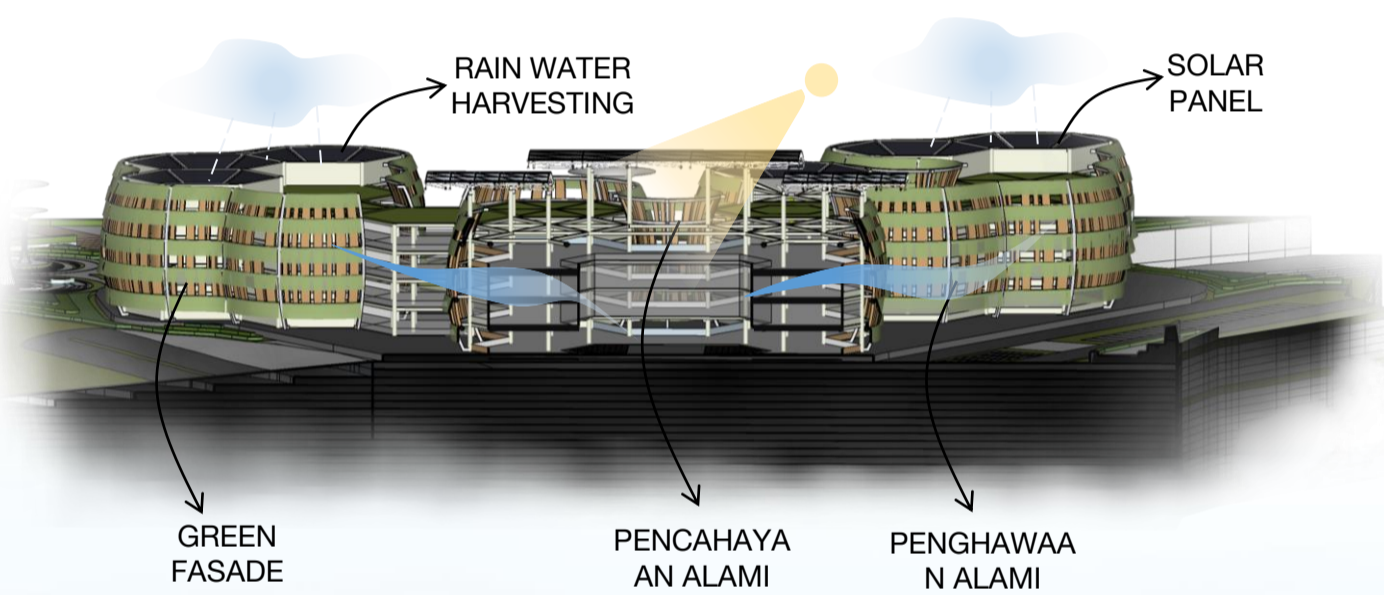 RAIN WATER
HARVESTING
SOLAR
PANEL
GREEN
FASADE
PENCAHAYA
AN ALAMI
PENGHAWAA
N ALAMI